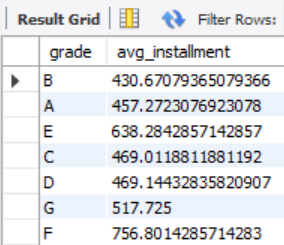 Result Grid Filter Rows:
grade avg_installment
B 430.67079365079366
A 457.2723076923078
E 638.2842857142857
C 469.0118811881192
D 469.14432835820907
G 517.725
F 756.8014285714283